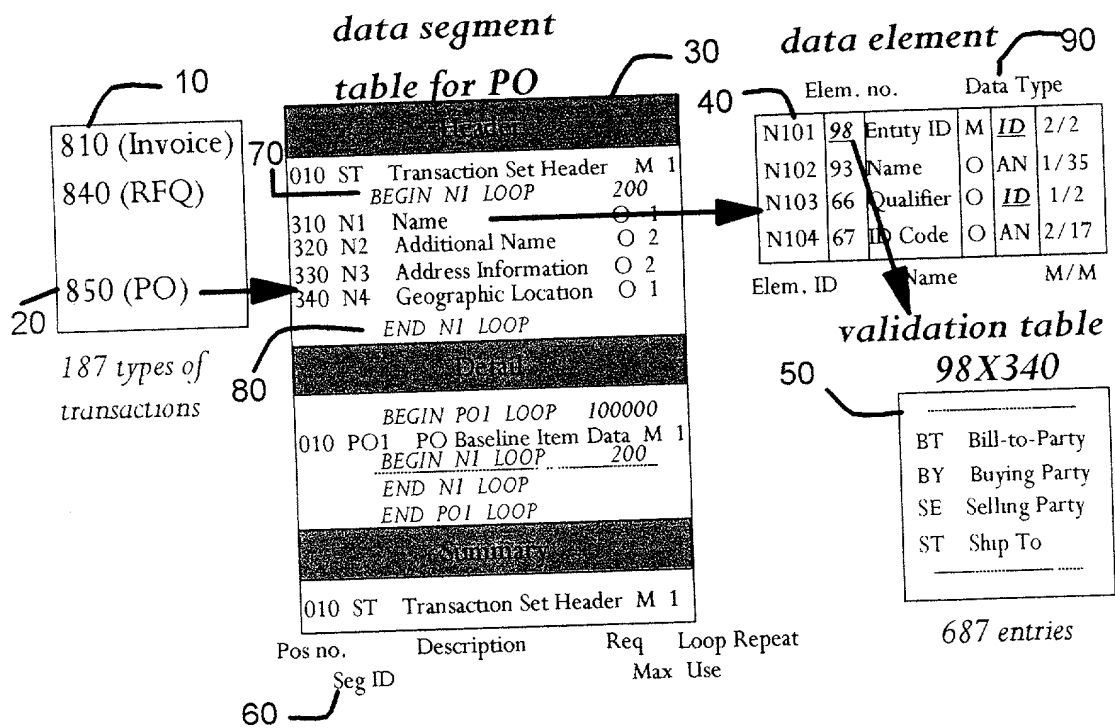 data segment
table for PO
30
data element
90
10
40
Elem. no.
Data Type
810 (Invoice)
840 (RFQ)
850 (PO)
20
187 types of
transactions
70
Header
010 ST Transaction Set Header M 1
BEGIN N1 LOOP 200
310 N1 Name O 1
320 N2 Additional Name O 2
330 N3 Address Information O 2
340 N4 Geographic Location O 1
END N1 LOOP
80
Detail
BEGIN PO1 LOOP 100000
010 PO1 PO Baseline Item Data M 1
BEGIN N1 LOOP 200
END N1 LOOP
END PO1 LOOP
Summary
010 ST Transaction Set Header M 1
Pos no. Description Req Loop Repeat
Seg ID Max Use
60
N101 98 Entity ID M ID 2/2
N102 93 Name O AN 1/35
N103 66 Qualifier O ID 1/2
N104 67 ID Code O AN 2/17
Elem. ID Name M/M
validation table
98X340
50
BT Bill-to-Party
BY Buying Party
SE Selling Party
ST Ship To
687 entries